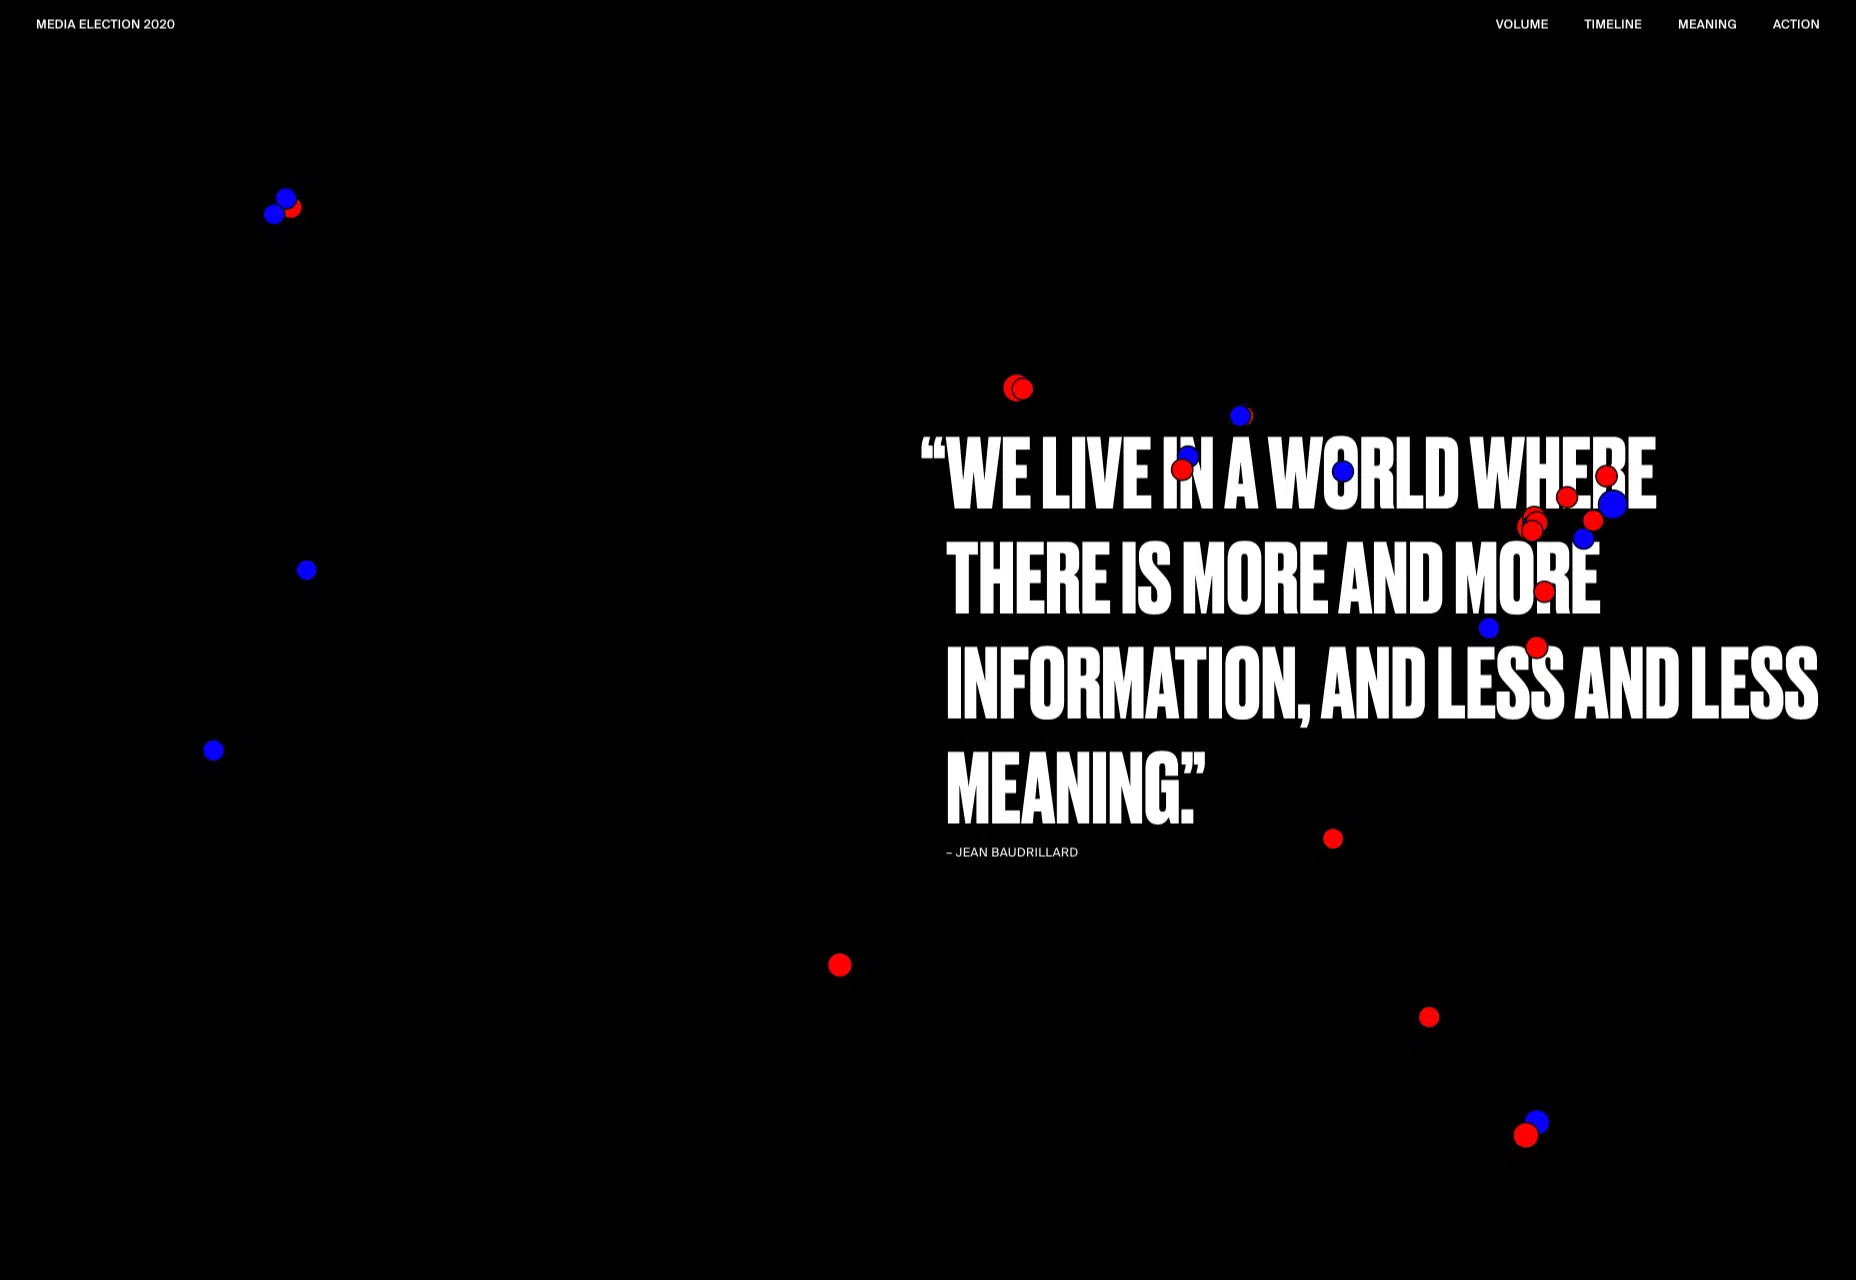 MEDIA ELECTION 2020
VOLUME TIMELINE MEANING ACTION
“WE LIVE IN A WORLD WHERE
THERE IS MORE AND MORE
INFORMATION, AND LESS AND LESS
MEANING.”
– JEAN BAUDRILLARD